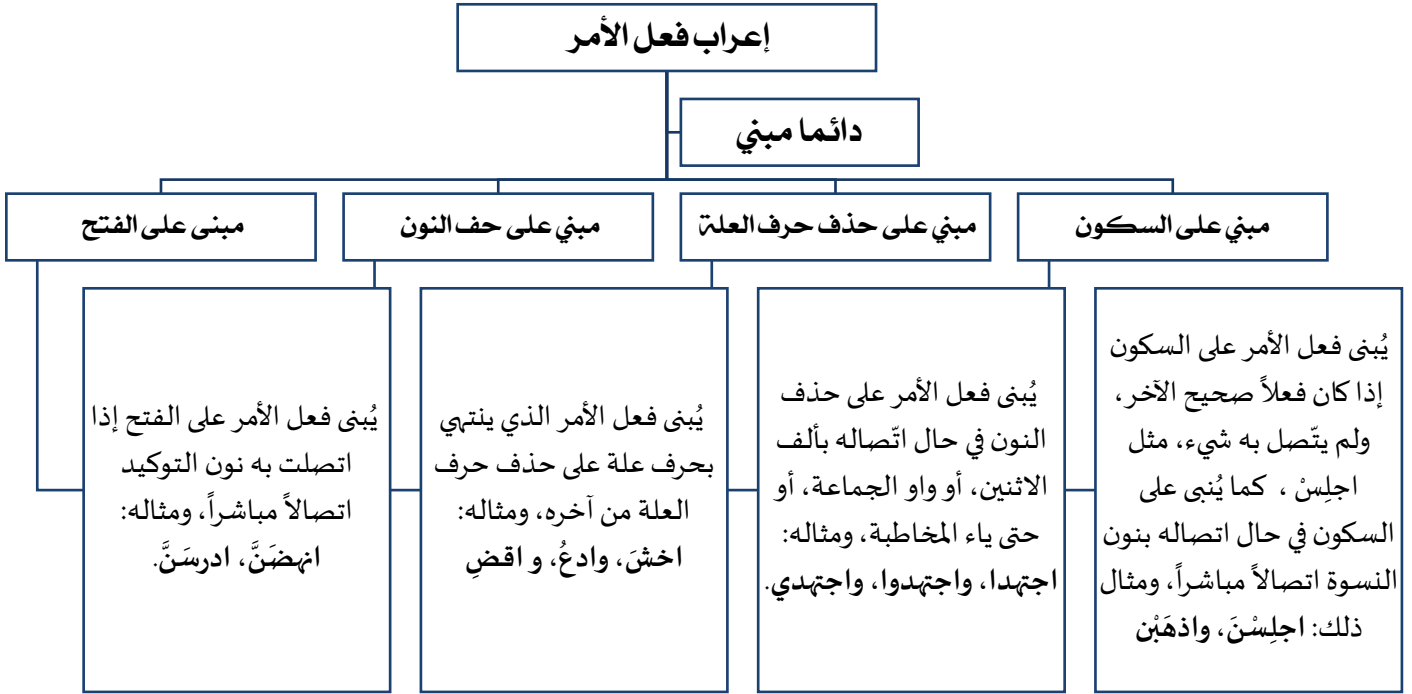 إعراب فعل الأمر
دائما مبني
مبني على السكون
مبني على حذف حرف العلة
مبني على حف النون
مبنى على الفتح
يُبنى فعل الأمر على السكون
إذا كان فعلاً صحيح الآخر،
ولم يتّصل به شيء، مثل
اجلِسْ ، كما يُنبى على
السكون في حال اتصاله بنون
النسوة اتصالاً مباشراً، ومثال
ذلك: اجلِسْنَ، واذهَبْن
يُبنى فعل الأمر على حذف
النون في حال اتّصاله بألف
الاثنين، أو واو الجماعة، أو
حتى ياء المخاطبة، ومثاله:
اجتهدا، واجتهدوا، واجتهدي.
يُبنى فعل الأمر الذي ينتهي
بحرف علة على حذف حرف
العلة من آخره، ومثاله:
اخشَ، وادعُ، و اقضِ
يُبنى فعل الأمر على الفتح إذا
اتصلت به نون التوكيد
اتصالاً مباشراً، ومثاله:
انهضَنَّ، ادرسَنَّ.